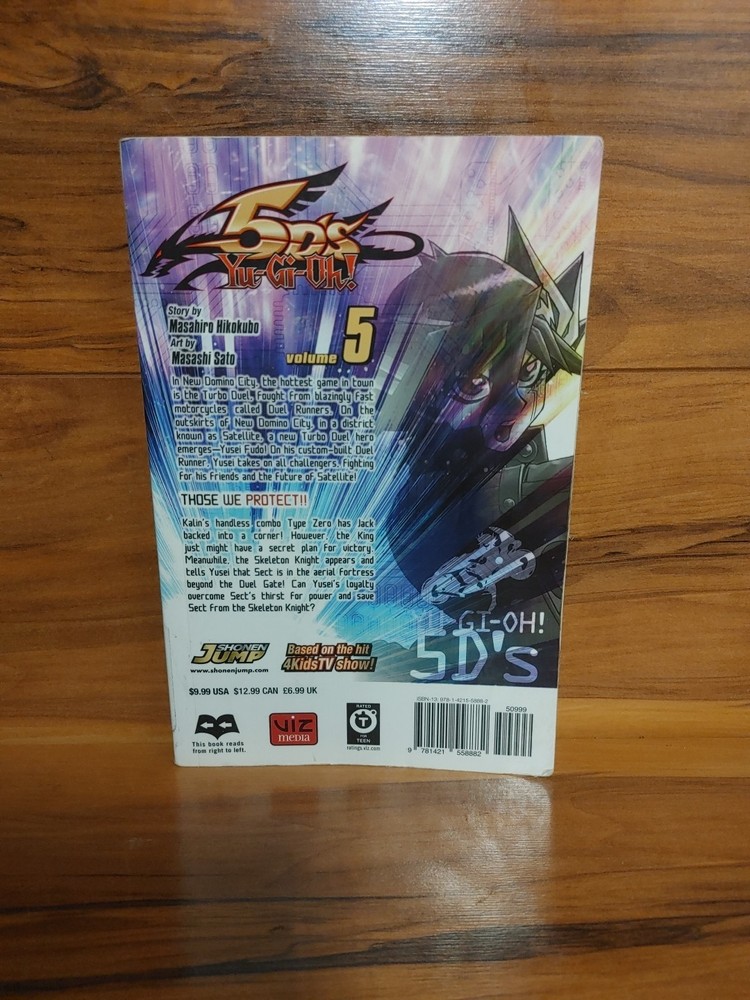 5D's
Yu-Gi-Oh!
Story by
Masahiro Hikokubo
Art by
Masashi Sato
volume 5
In New Domino City, the hottest game in town
is the Turbo Duel, fought from blazingly fast
motorcycles called Duel Runners. On the
outskirts of New Domino City, in a district
known as Satellite, a new Turbo Duel hero
emerges—Yusei Fudo! On his custom-built Duel
Runner, Yusei takes on all challengers, fighting
for his friends and the future of Satellite!
THOSE WE PROTECT!!
Kalin's handless combo Type Zero has Jack
backed into a corner! However, the King
just might have a secret plan for victory.
Meanwhile, the Skeleton Knight appears and
tells Yusei that Sect is in the aerial fortress
beyond the Duel Gate! Can Yusei's loyalty
overcome Sect's thirst for power and save
Sect from the Skeleton Knight?
YU-GI-OH!
5D's
SHONEN
JUMP
www.shonenjump.com
Based on the hit
4KidsTV show!
$9.99 USA $12.99 CAN £6.99 UK
This book reads
from right to left.
VIZ
media
RATED
T
FOR
TEEN
ratings.viz.com
ISBN-13: 978-1-4215-5888-2
50999
9 781421 558882